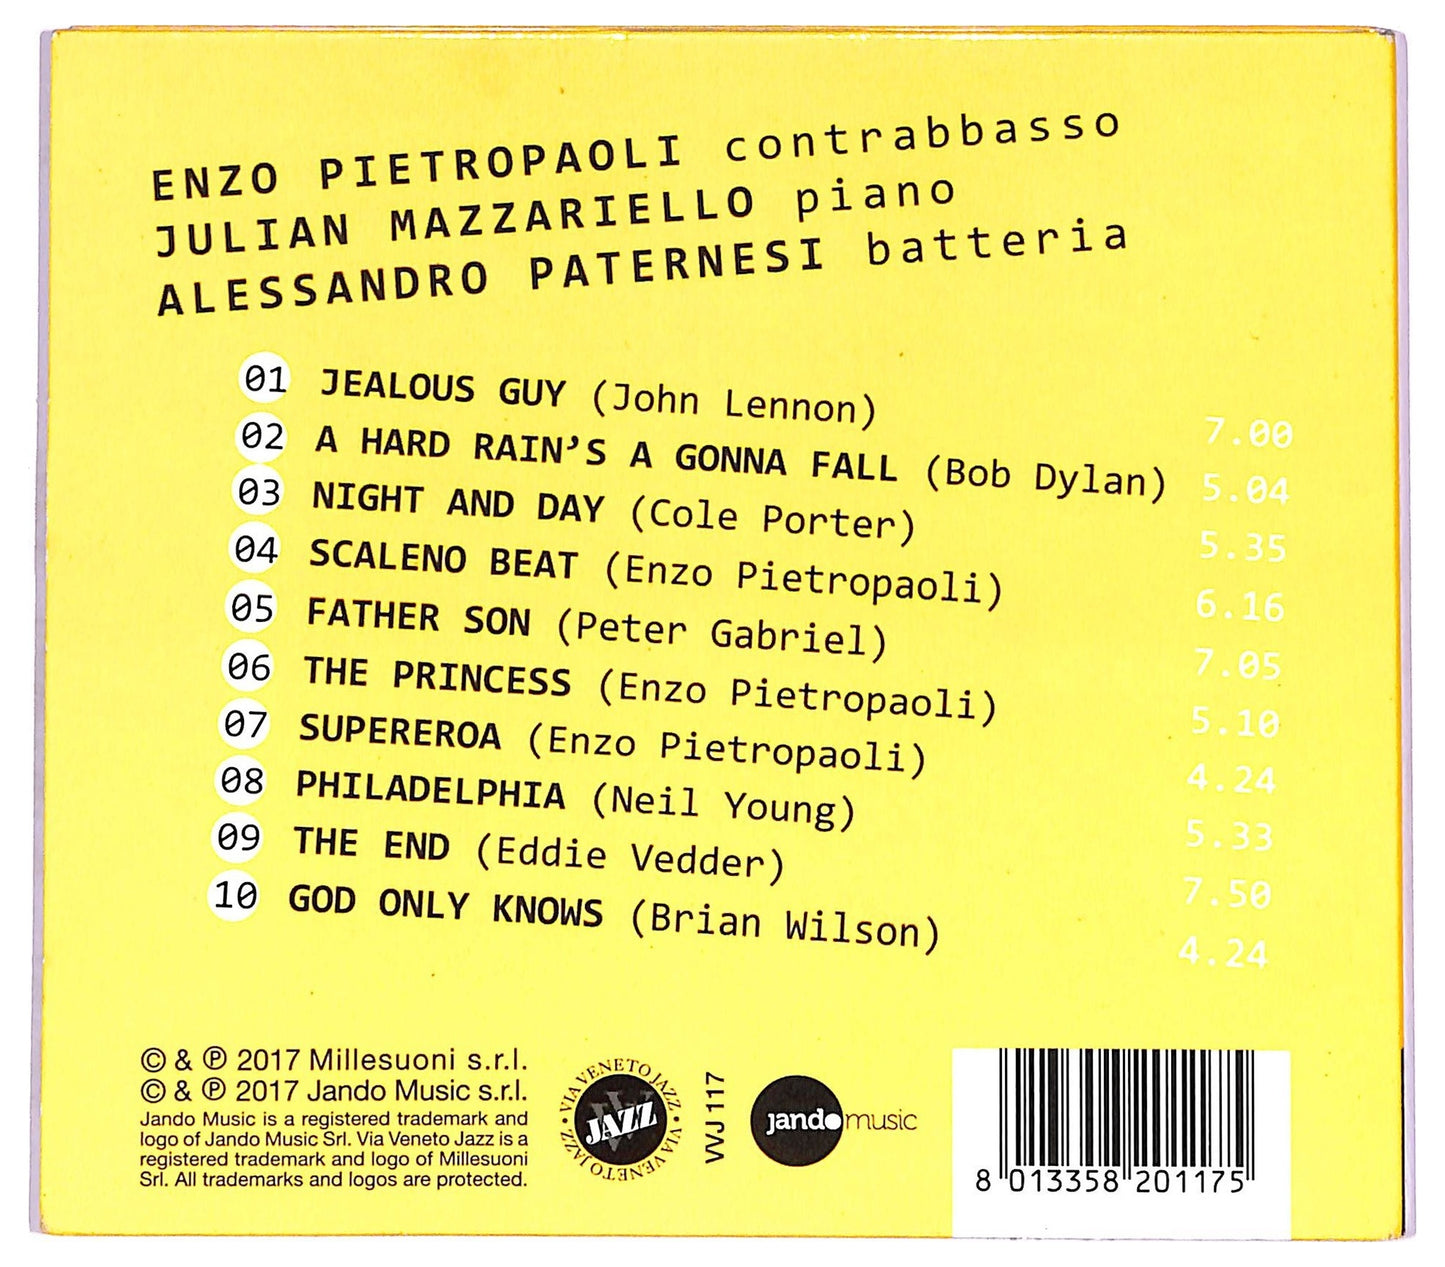 ENZO PIETROPAOLI contrabbasso
JULIAN MAZZARIELLO piano
ALESSANDRO PATERNESI batteria
01 JEALOUS GUY (John Lennon) 7.00
02 A HARD RAIN’S A GONNA FALL (Bob Dylan) 5.04
03 NIGHT AND DAY (Cole Porter) 5.35
04 SCALENO BEAT (Enzo Pietropaoli) 6.16
05 FATHER SON (Peter Gabriel) 7.05
06 THE PRINCESS (Enzo Pietropaoli) 5.10
07 SUPEREROA (Enzo Pietropaoli) 4.24
08 PHILADELPHIA (Neil Young) 5.33
09 THE END (Eddie Vedder) 7.50
10 GOD ONLY KNOWS (Brian Wilson) 4.24
© & ℗ 2017 Millesuoni s.r.l.
© & ℗ 2017 Jando Music s.r.l.
Jando Music is a registered trademark and
logo of Jando Music Srl. Via Veneto Jazz is a
registered trademark and logo of Millesuoni
Srl. All trademarks and logos are protected.
VIA VENETO JAZZ • VIA VENETO JAZZ •
JAZZ
VVJ 117
jandomusic
8 013358 201175